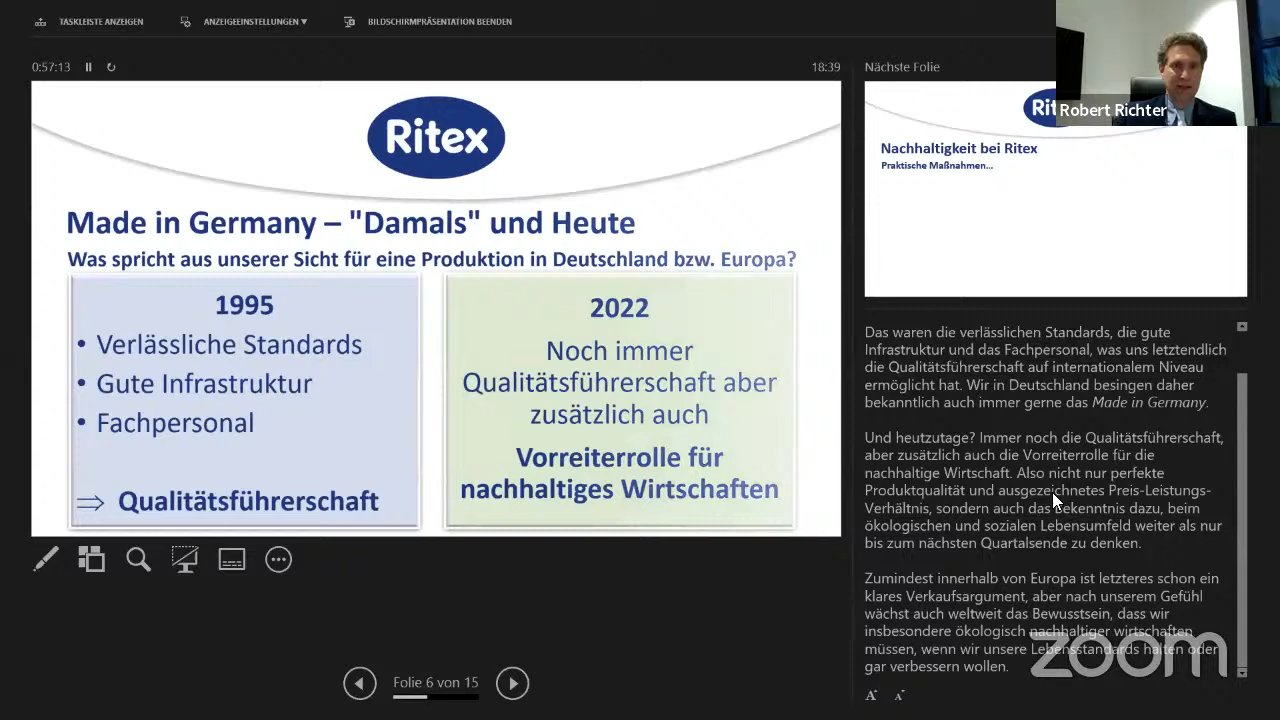 TASKLEISTE ANZEIGEN
ANZEIGEEINSTELLUNGEN ▼
BILDSCHIRMPRÄSENTATION BEENDEN
0:57:13
18:39
Ritex
Made in Germany – "Damals" und Heute
Was spricht aus unserer Sicht für eine Produktion in Deutschland bzw. Europa?
1995
• Verlässliche Standards
• Gute Infrastruktur
• Fachpersonal
⇒ Qualitätsführerschaft
2022
Noch immer
Qualitätsführerschaft aber
zusätzlich auch
Vorreiterrolle für
nachhaltiges Wirtschaften
Folie 6 von 15
Nächste Folie
Robert Richter
Rit
Nachhaltigkeit bei Ritex
Praktische Maßnahmen...
Das waren die verlässlichen Standards, die gute
Infrastruktur und das Fachpersonal, was uns letztendlich
die Qualitätsführerschaft auf internationalem Niveau
ermöglicht hat. Wir in Deutschland besingen daher
bekanntlich auch immer gerne das Made in Germany.
Und heutzutage? Immer noch die Qualitätsführerschaft,
aber zusätzlich auch die Vorreiterrolle für die
nachhaltige Wirtschaft. Also nicht nur perfekte
Produktqualität und ausgezeichnetes Preis-Leistungs-
Verhältnis, sondern auch das Bekenntnis dazu, beim
ökologischen und sozialen Lebensumfeld weiter als nur
bis zum nächsten Quartalsende zu denken.
Zumindest innerhalb von Europa ist letzteres schon ein
klares Verkaufsargument, aber nach unserem Gefühl
wächst auch weltweit das Bewusstsein, dass wir
insbesondere ökologisch nachhaltiger wirtschaften
müssen, wenn wir unsere Lebensstandards halten oder
gar verbessern wollen.
zoom
A A